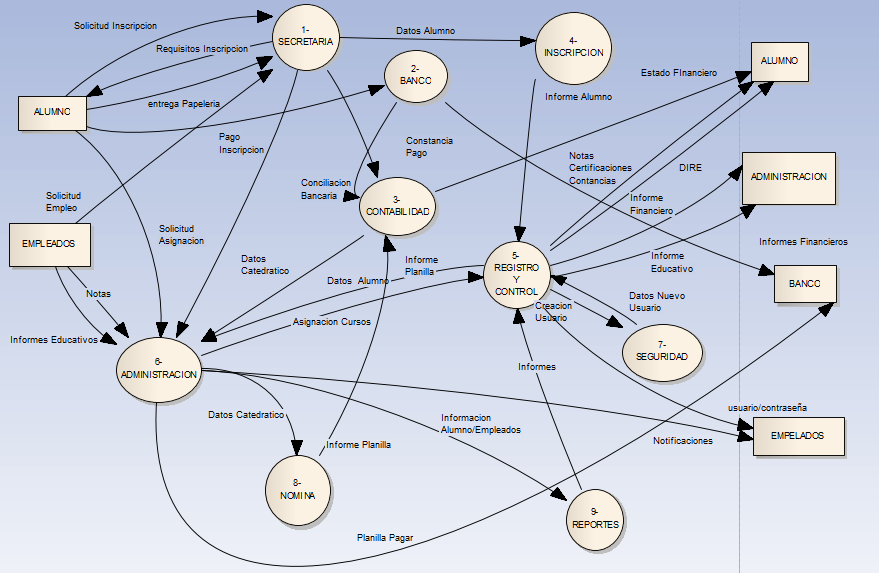 Solicitud Inscripcion
1-
SECRETARIA
Datos Alumno
4-
INSCRIPCION
Requisitos Inscripcion
2-
BANCO
ALUMNO
Estado FInanciero
Informe Alumno
entrega Papeleria
ALUMNO
Pago
Inscripcion
Constancia
Pago
Notas
Certificaciones
Contancias
DIRE
ADMINISTRACION
Conciliacion
Bancaria
3-
CONTABILIDAD
Solicitud
Empleo
Informe
Financiero
Solicitud
Asignacion
EMPLEADOS
Informes Financieros
Datos
Catedratico
Informe
Planilla
5-
REGISTRO
Y
CONTROL
Informe
Educativo
Datos Alumno
BANCO
Notas
Creacion
Usuario
Datos Nuevo
Usuario
Asignacion Cursos
Informes Educativos
7-
SEGURIDAD
6-
ADMINISTRACION
Informes
Datos Catedratico
usuario/contraseña
Informacion
Alumno/Empleados
EMPELADOS
Notificaciones
Informe Planilla
8-
NOMINA
9-
REPORTES
Planilla Pagar